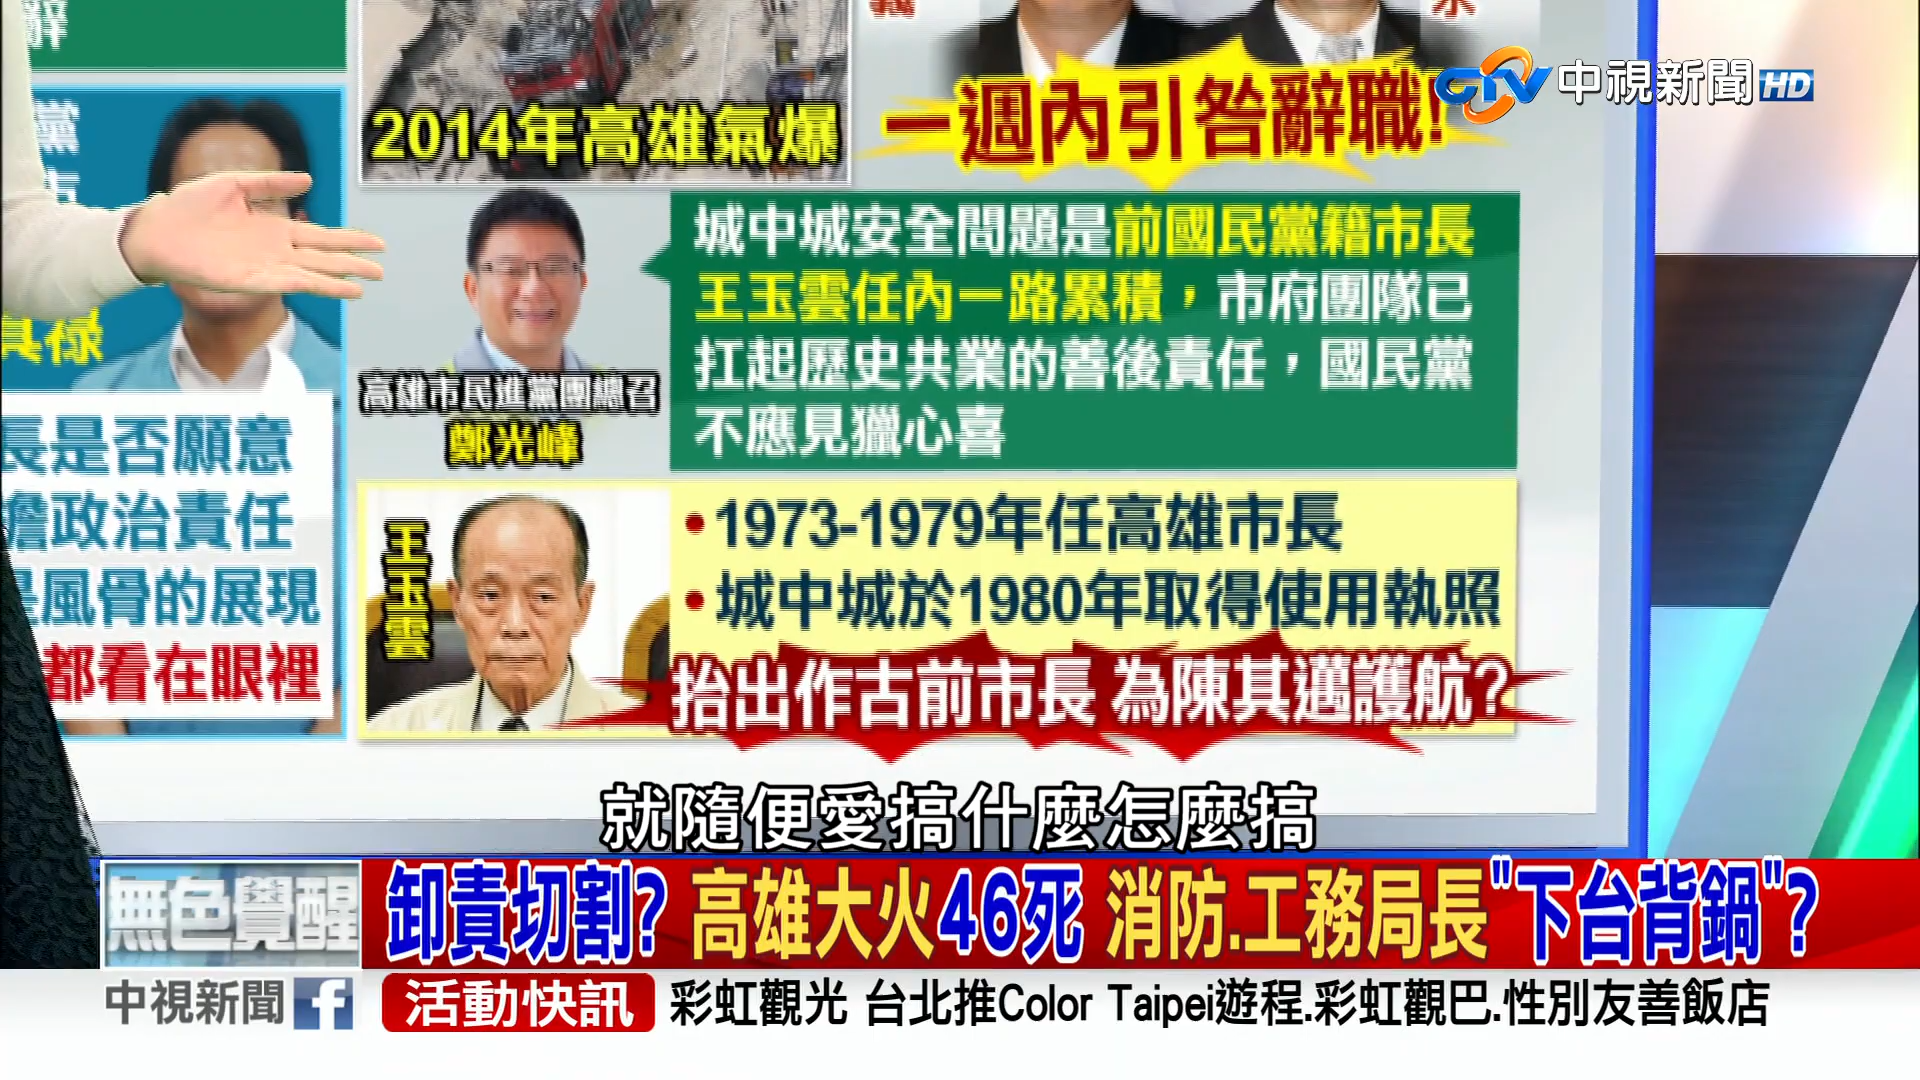 辭
義
2014年高雄氣爆
一週內引咎辭職!
CTV中視新聞HD
黨
城中城安全問題是前國民黨籍市長
王玉雲任內一路累積，市府團隊已
扛起歷史共業的善後責任，國民黨
不應見獵心喜
高雄市民進黨團總召
鄭光峰
長是否願意
擔政治責任
是風骨的展現
都看在眼裡
王玉雲
•1973-1979年任高雄市長
•城中城於1980年取得使用執照
抬出作古前市長 為陳其邁護航?
就隨便愛搞什麼怎麼搞
無色覺醒
卸責切割? 高雄大火46死 消防.工務局長"下台背鍋"?
中視新聞f
活動快訊
彩虹觀光 台北推Color Taipei遊程.彩虹觀巴.性別友善飯店